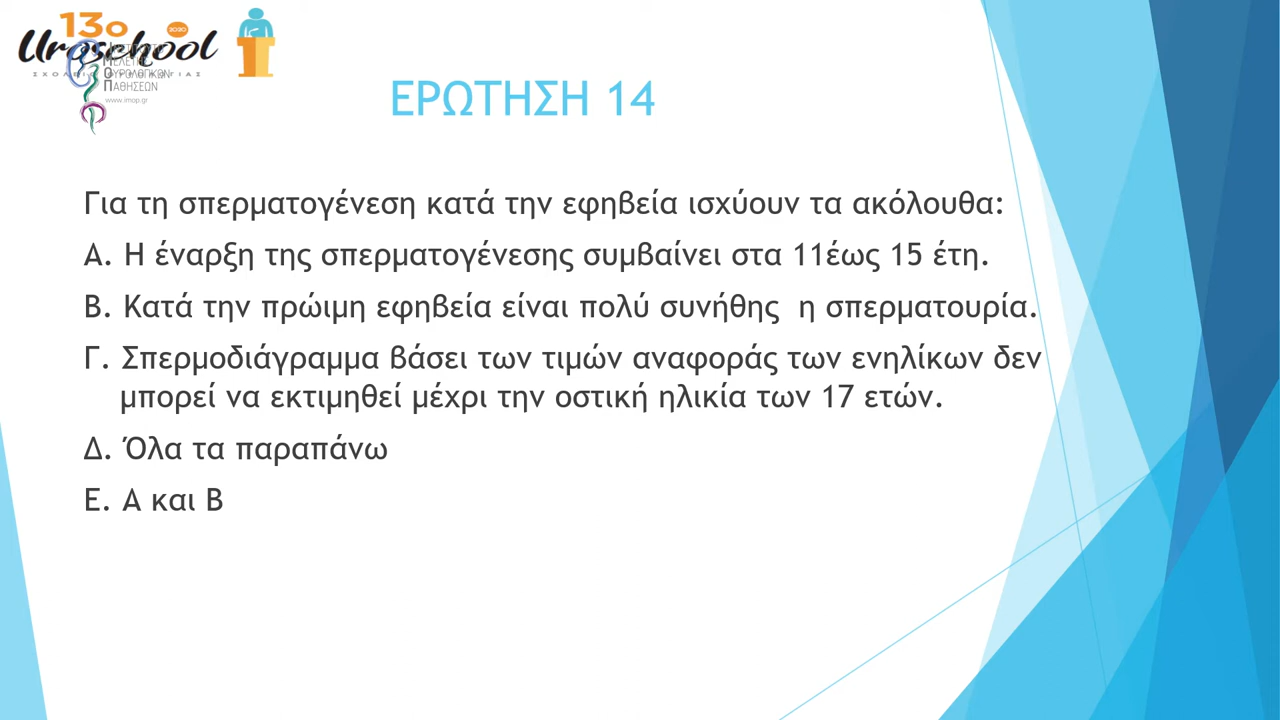 13ο
2020
Uroschool
ΜΕΛΕΤΗΣ
ΟΥΡΟΛΟΓΙΚΩΝ
ΠΑΘΗΣΕΩΝ
www.imop.gr
ΕΡΩΤΗΣΗ 14
Για τη σπερματογένεση κατά την εφηβεία ισχύουν τα ακόλουθα:
Α. Η έναρξη της σπερματογένεσης συμβαίνει στα 11έως 15 έτη.
Β. Κατά την πρώιμη εφηβεία είναι πολύ συνήθης η σπερματουρία.
Γ. Σπερμοδιάγραμμα βάσει των τιμών αναφοράς των ενηλίκων δεν
μπορεί να εκτιμηθεί μέχρι την οστική ηλικία των 17 ετών.
Δ. Όλα τα παραπάνω
Ε. Α και Β